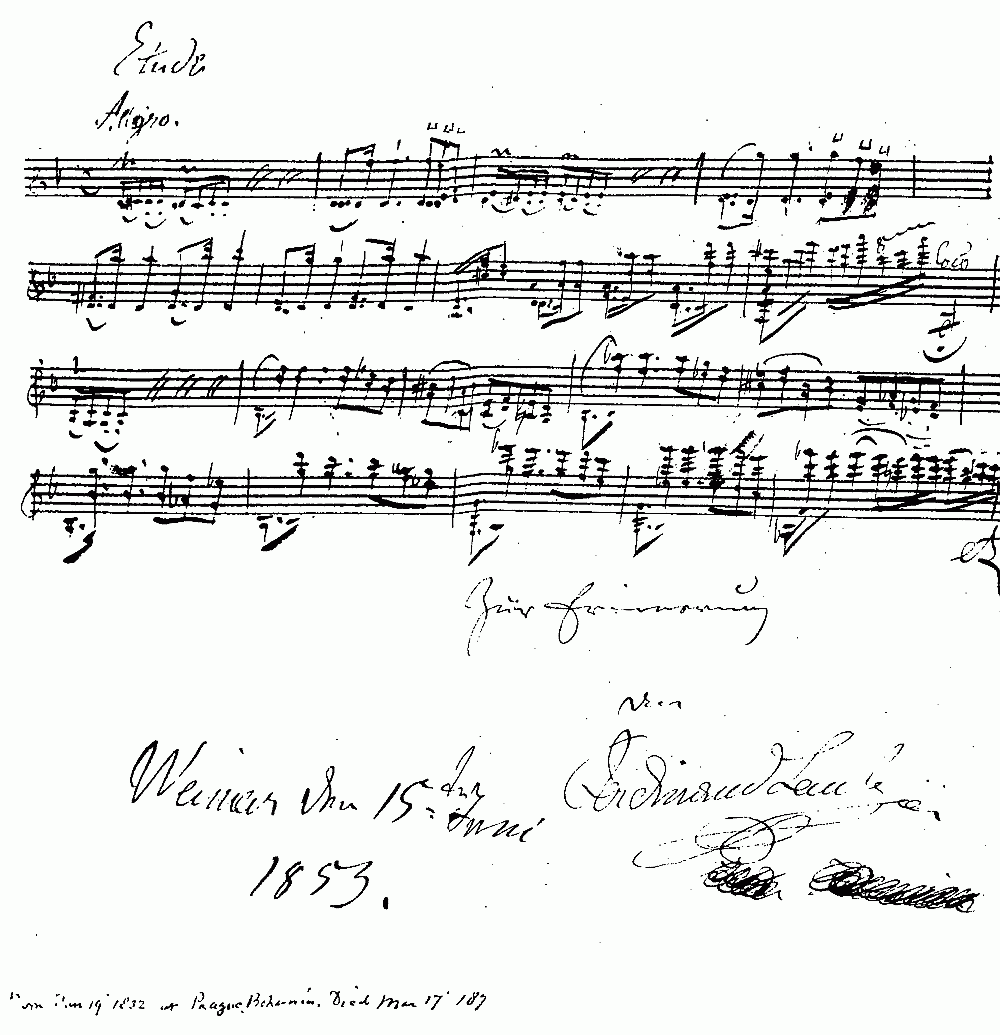 Etude
Allegro.
loco
Zur Erinnerung
von
Weimar den 15ten Juni
Ferdinand Laub
1853.
Born Jan 19 1832 at Prague, Bohemia. Died Mar 17 187